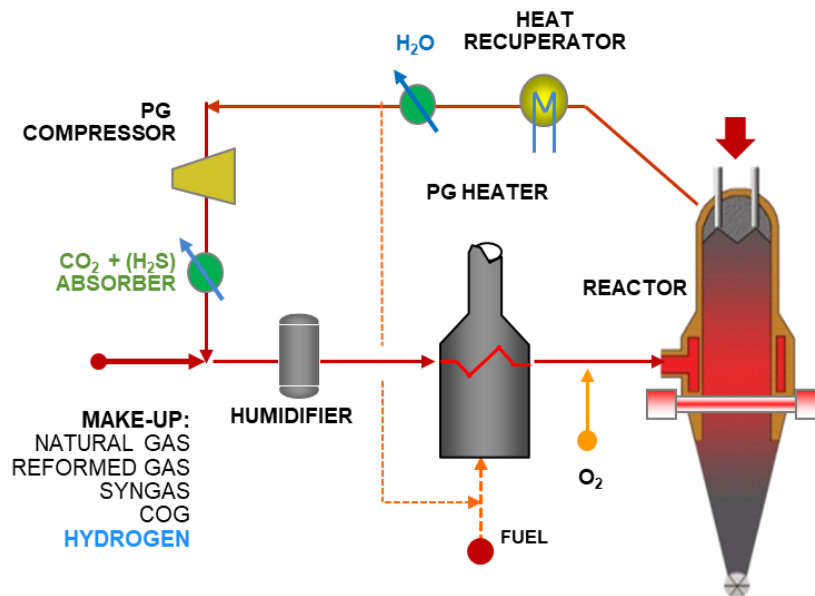 HEAT
RECUPERATOR
H₂O
PG
COMPRESSOR
PG HEATER
CO₂ + (H₂S)
ABSORBER
REACTOR
HUMIDIFIER
MAKE-UP:
NATURAL GAS
REFORMED GAS
SYNGAS
COG
HYDROGEN
O₂
FUEL